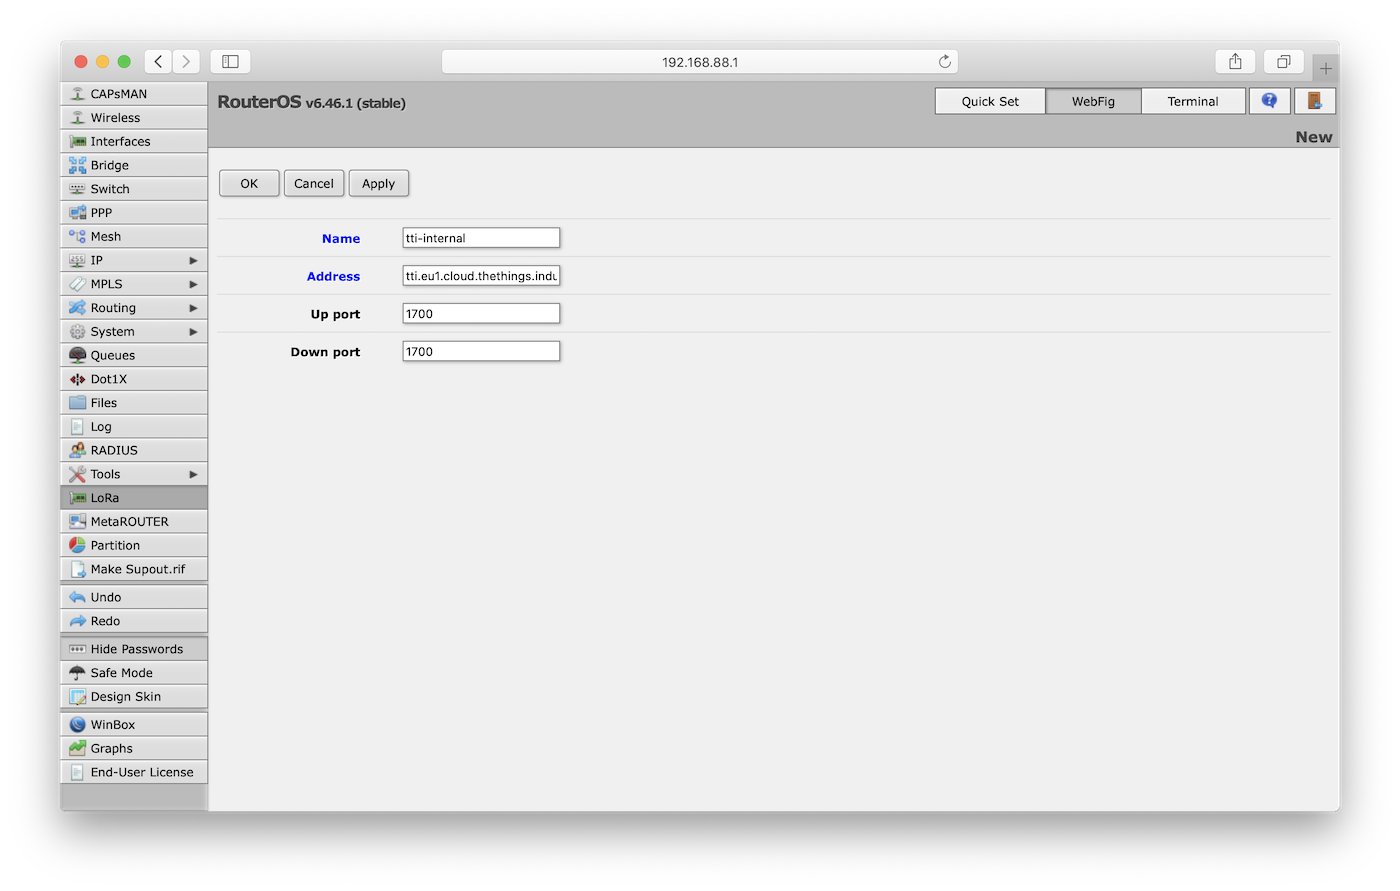 192.168.88.1
CAPsMAN
Wireless
Interfaces
Bridge
Switch
PPP
Mesh
IP
MPLS
Routing
System
Queues
Dot1X
Files
Log
RADIUS
Tools
LoRa
MetaROUTER
Partition
Make Supout.rif
Undo
Redo
Hide Passwords
Safe Mode
Design Skin
WinBox
Graphs
End-User License
RouterOS v6.46.1 (stable)
Quick Set WebFig Terminal
New
OK Cancel Apply
Name tti-internal
Address tti.eu1.cloud.thethings.indu
Up port 1700
Down port 1700